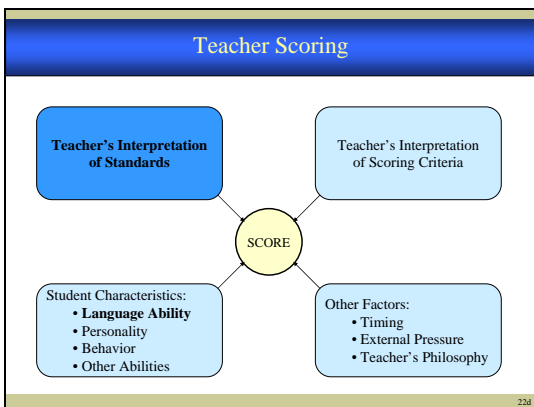 Teacher Scoring
Teacher's Interpretation
of Standards
Teacher's Interpretation
of Scoring Criteria
SCORE
Student Characteristics:
• Language Ability
• Personality
• Behavior
• Other Abilities
Other Factors:
• Timing
• External Pressure
• Teacher's Philosophy
22d